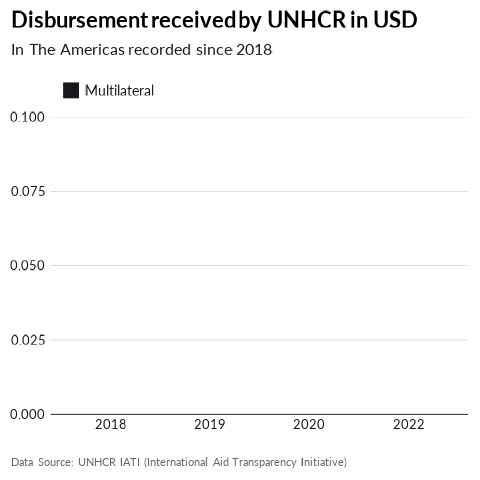 Disbursement received by UNHCR in USD
In The Americas recorded since 2018
Multilateral
0.100
0.075
0.050
0.025
0.000
2018 2019 2020 2022
Data Source: UNHCR IATI (International Aid Transparency Initiative)